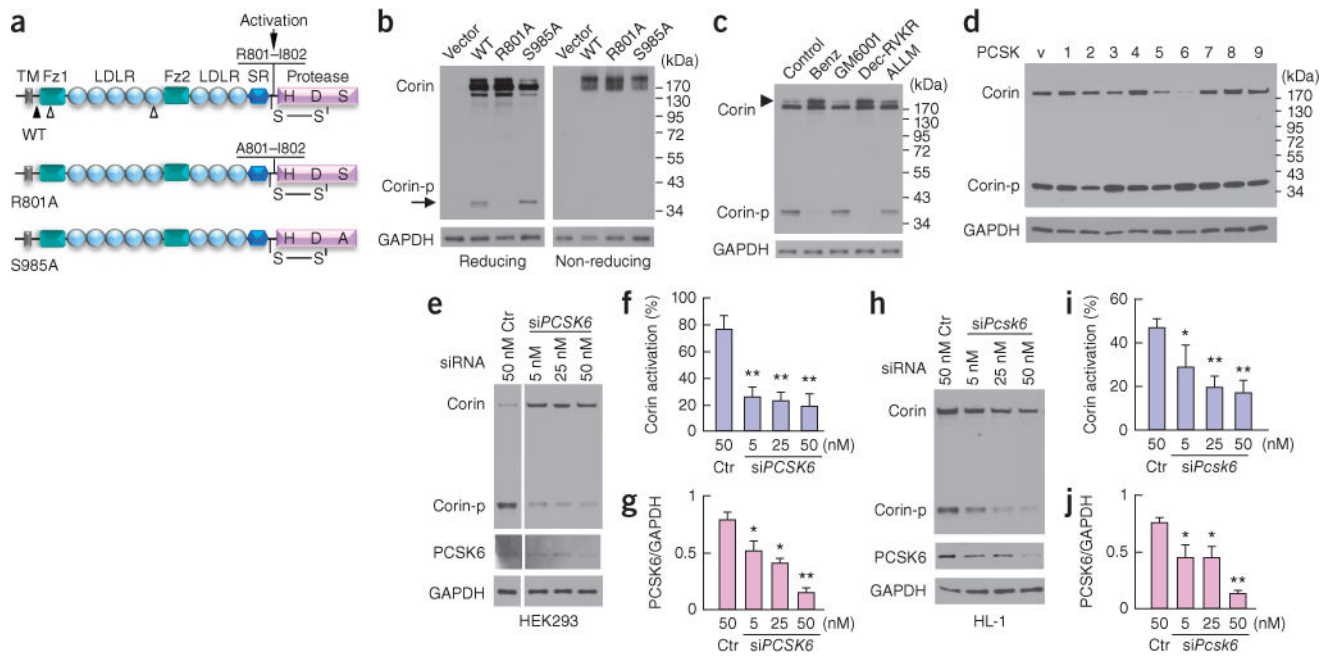 a
Activation
R801–I802
TM Fz1 LDLR Fz2 LDLR SR Protease
H D S
S S
WT
A801–I802
H D S
S S
R801A
H D A
S S
S985A
b
Vector WT R801A S985A Vector WT R801A S985A
(kDa)
Corin
170
130
95
72
55
43
Corin-p
34
GAPDH
Reducing Non-reducing
c
Control Benz GM6001 Dec-RVKR ALLM
(kDa)
Corin
170
130
95
72
55
43
Corin-p
34
GAPDH
d
PCSK v 1 2 3 4 5 6 7 8 9
(kDa)
Corin
170
130
95
72
55
43
Corin-p
34
GAPDH
e
siPCSK6
siRNA 50 nM Ctr 5 nM 25 nM 50 nM
Corin
Corin-p
PCSK6
GAPDH
HEK293
f
Corin activation (%)
100
80
60
40
20
0
** ** **
50 5 25 50 (nM)
Ctr siPCSK6
g
PCSK6/GAPDH
1
0.5
0
* * **
50 5 25 50 (nM)
Ctr siPCSK6
h
siPcsk6
siRNA 50 nM Ctr 5 nM 25 nM 50 nM
Corin
Corin-p
PCSK6
GAPDH
HL-1
i
Corin activation (%)
60
40
20
0
* ** **
50 5 25 50 (nM)
Ctr siPcsk6
j
PCSK6/GAPDH
1
0.5
0
* * **
50 5 25 50 (nM)
Ctr siPcsk6